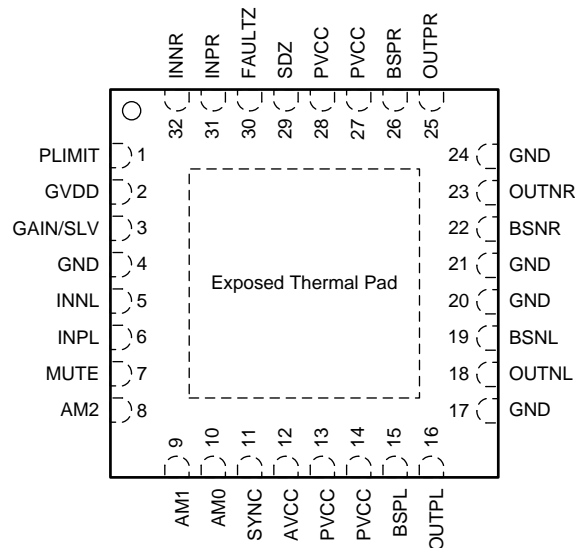 INNR
INPR
FAULTZ
SDZ
PVCC
PVCC
BSPR
OUTPR
32
31
30
29
28
27
26
25
PLIMIT 1
GVDD 2
GAIN/SLV 3
GND 4
INNL 5
INPL 6
MUTE 7
AM2 8
24 GND
23 OUTNR
22 BSNR
21 GND
20 GND
19 BSNL
18 OUTNL
17 GND
Exposed Thermal Pad
9
10
11
12
13
14
15
16
AM1
AM0
SYNC
AVCC
PVCC
PVCC
BSPL
OUTPL